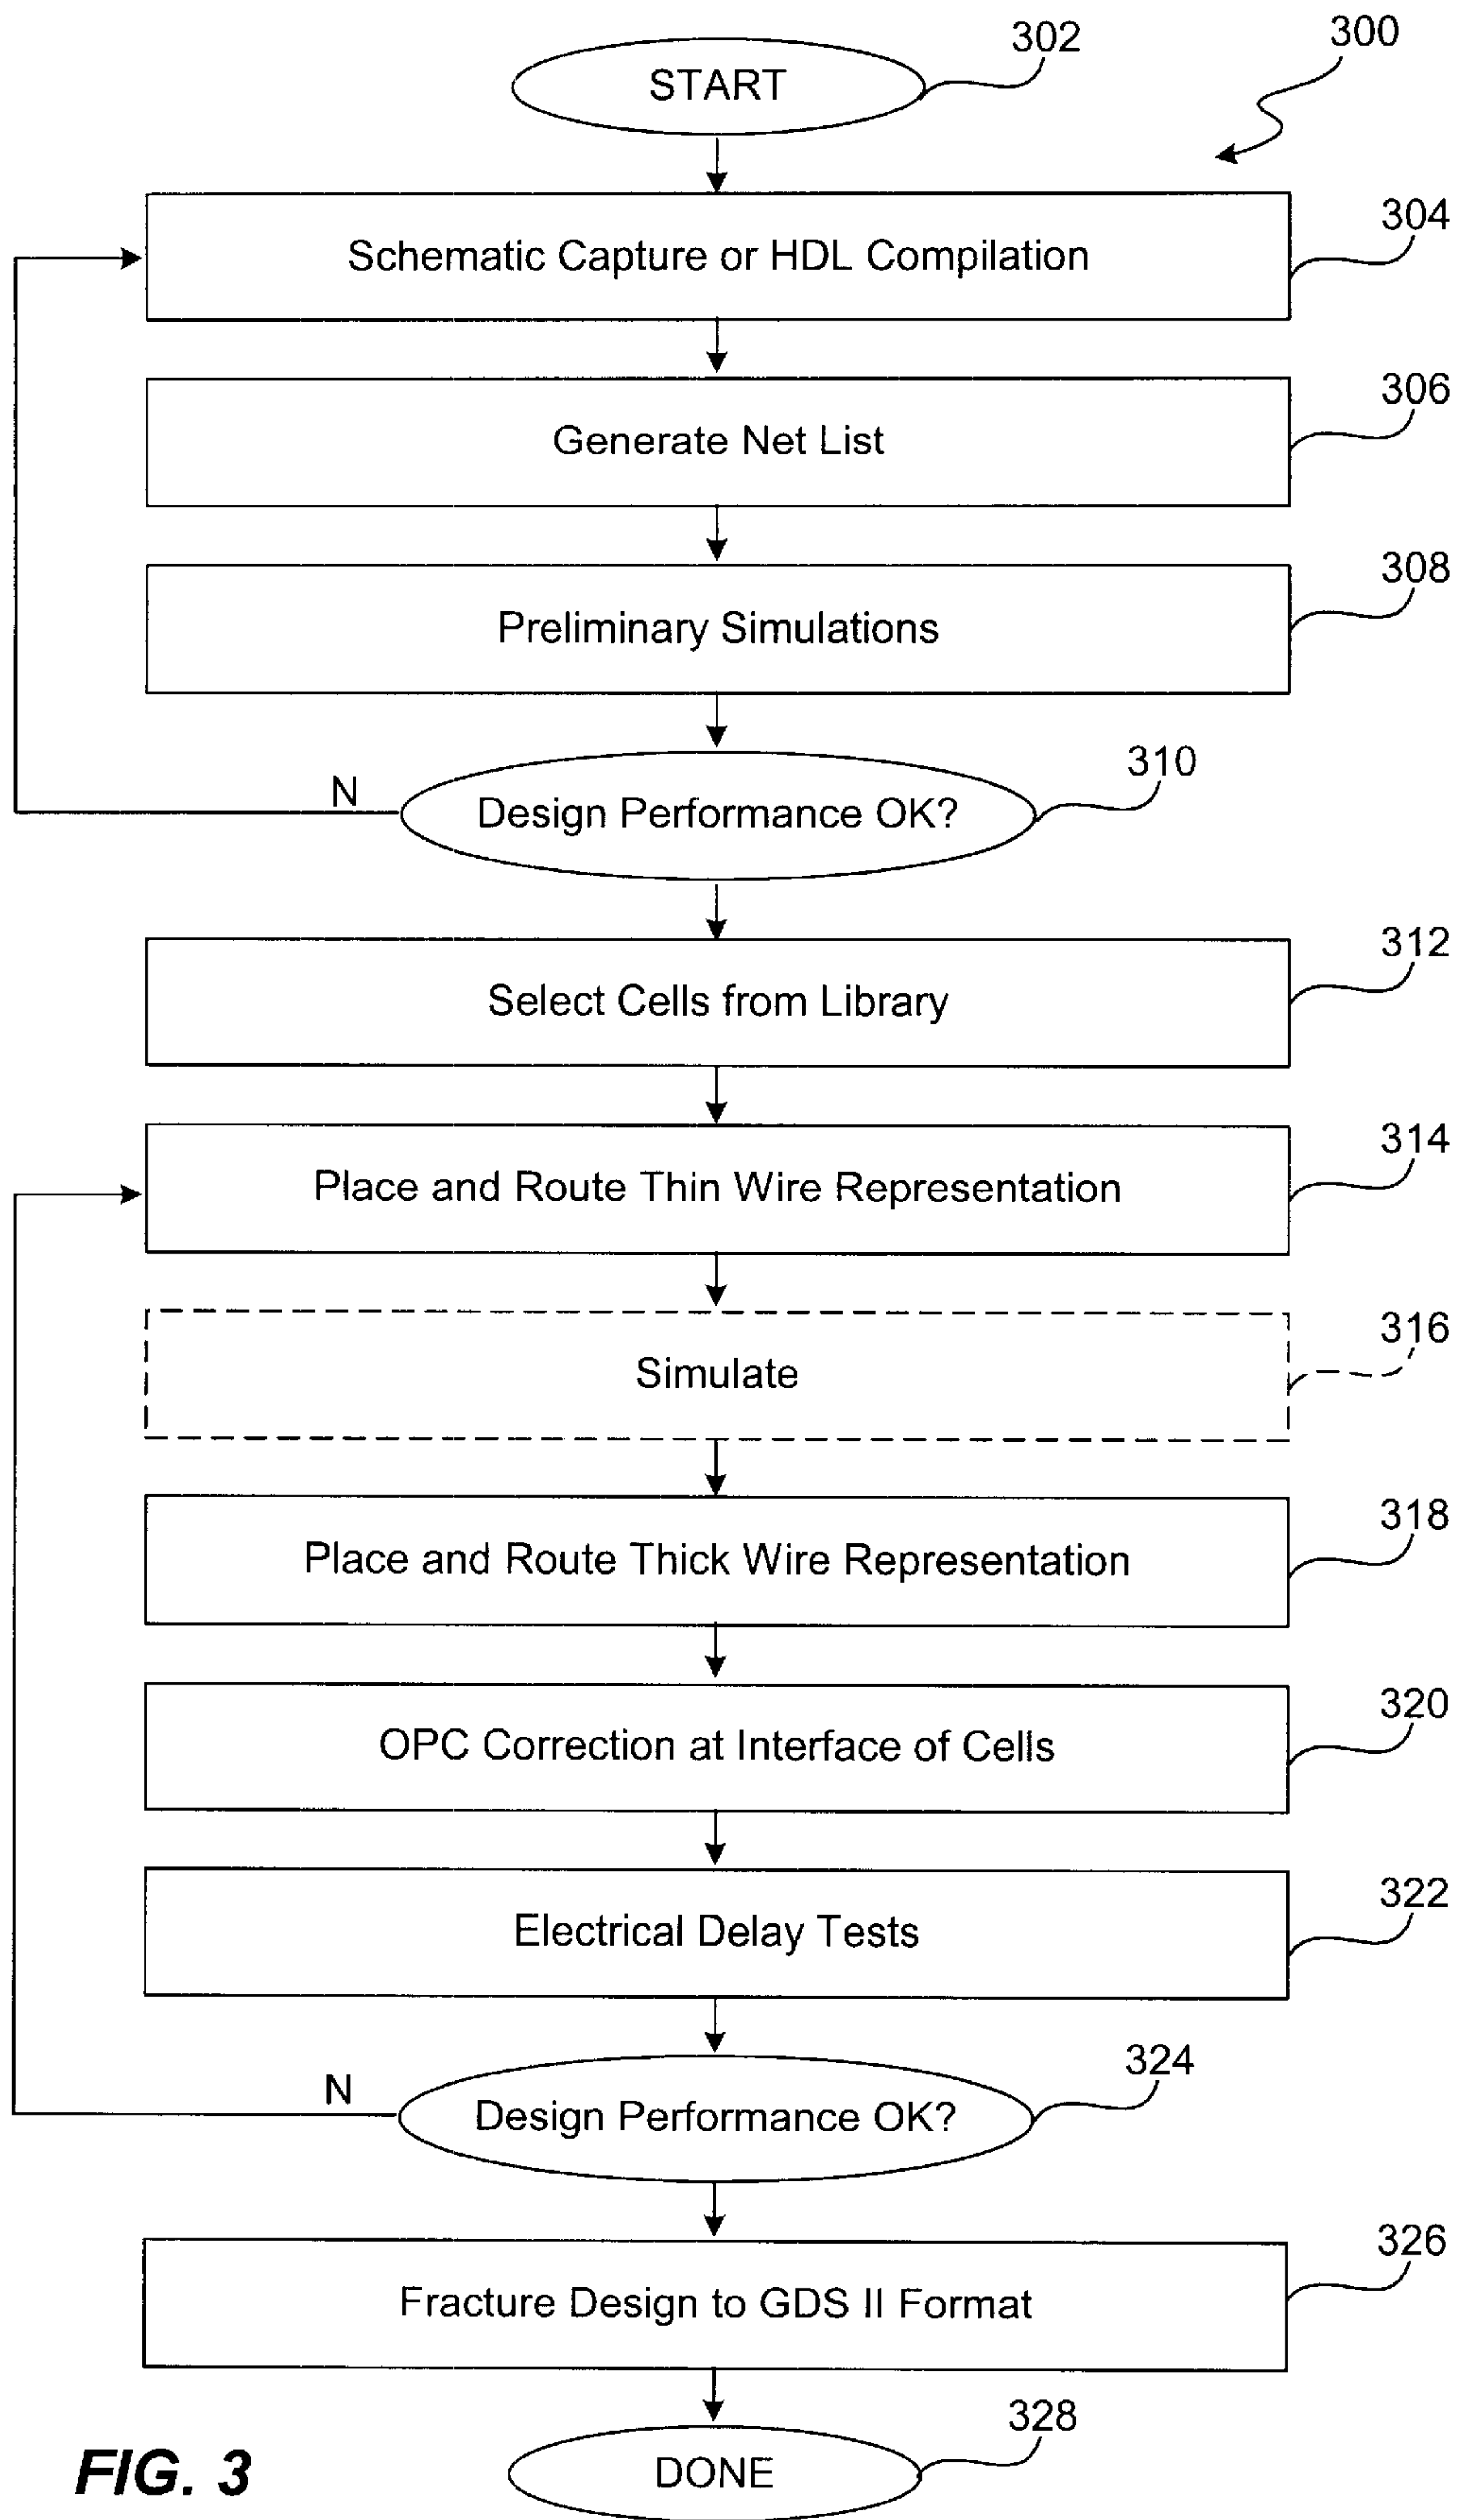 302
300
START
304
Schematic Capture or HDL Compilation
306
Generate Net List
308
Preliminary Simulations
310
N
Design Performance OK?
312
Select Cells from Library
314
Place and Route Thin Wire Representation
316
Simulate
318
Place and Route Thick Wire Representation
320
OPC Correction at Interface of Cells
322
Electrical Delay Tests
324
N
Design Performance OK?
326
Fracture Design to GDS II Format
328
DONE
FIG. 3